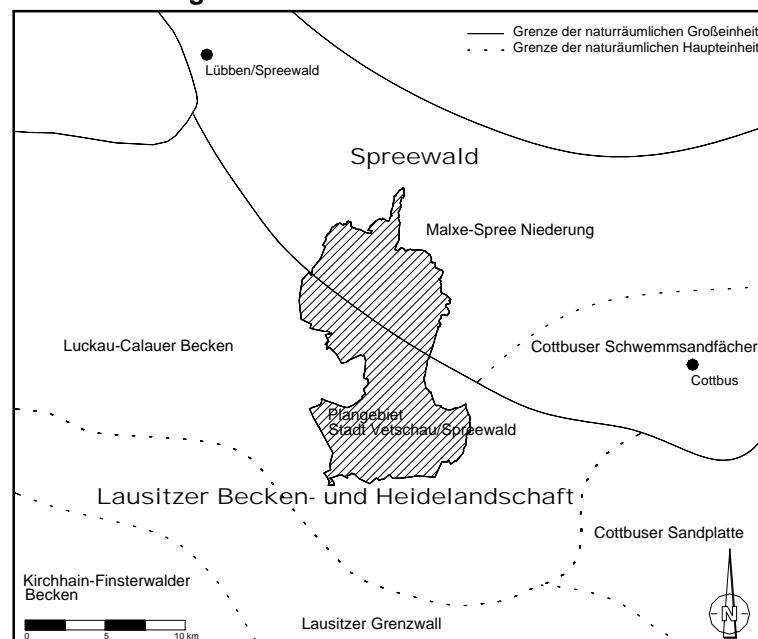 Grenze der naturräumlichen Großeinheit
Grenze der naturäumlichen Haupteinheit
Lübben/Spreewald
Spreewald
Malxe-Spree Niederung
Luckau-Calauer Becken
Cottbuser Schwemmsandfächer
Cottbus
Plangebiet
Stadt Vetschau/Spreewald
Lausitzer Becken- und Heidelandschaft
Cottbuser Sandplatte
Kirchhain-Finsterwalder
Becken
Lausitzer Grenzwall
N
0 5 10 km